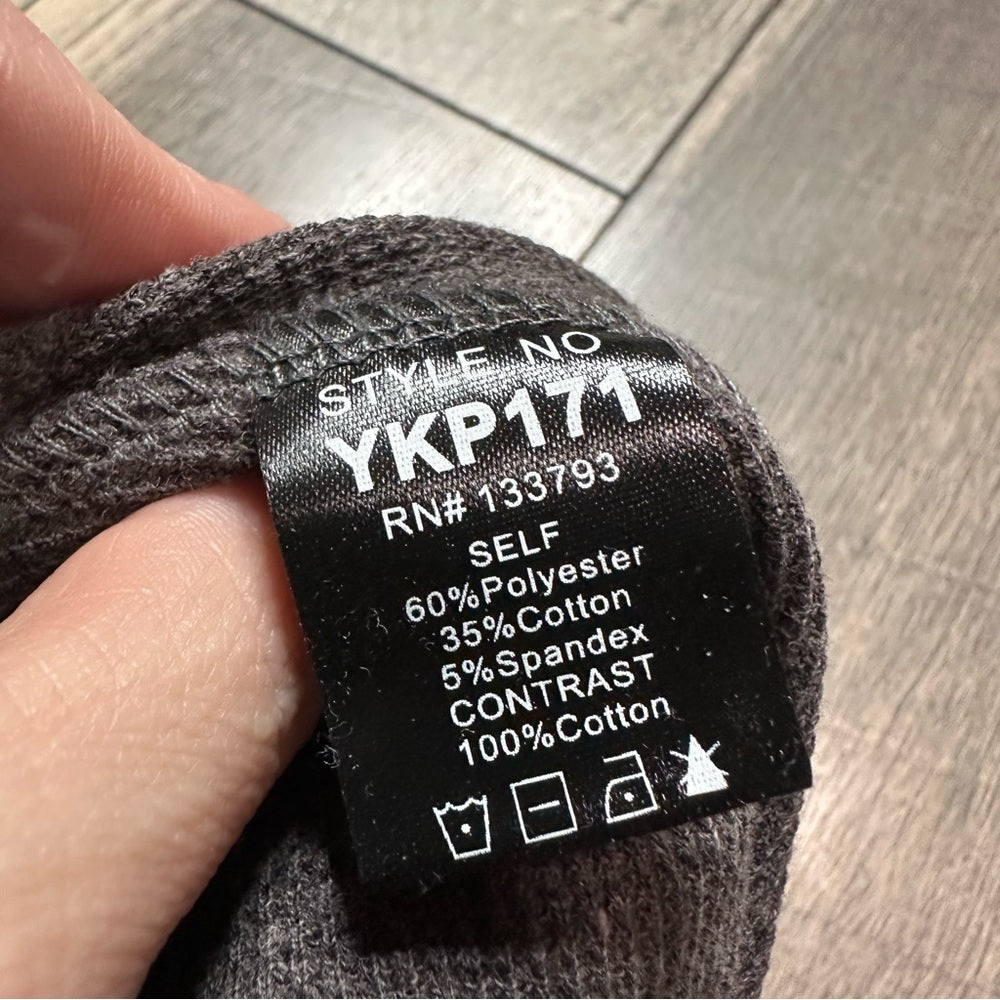 STYLE NO
YKP171
RN# 133793
SELF
60%Polyester
35%Cotton
5%Spandex
CONTRAST
100%Cotton